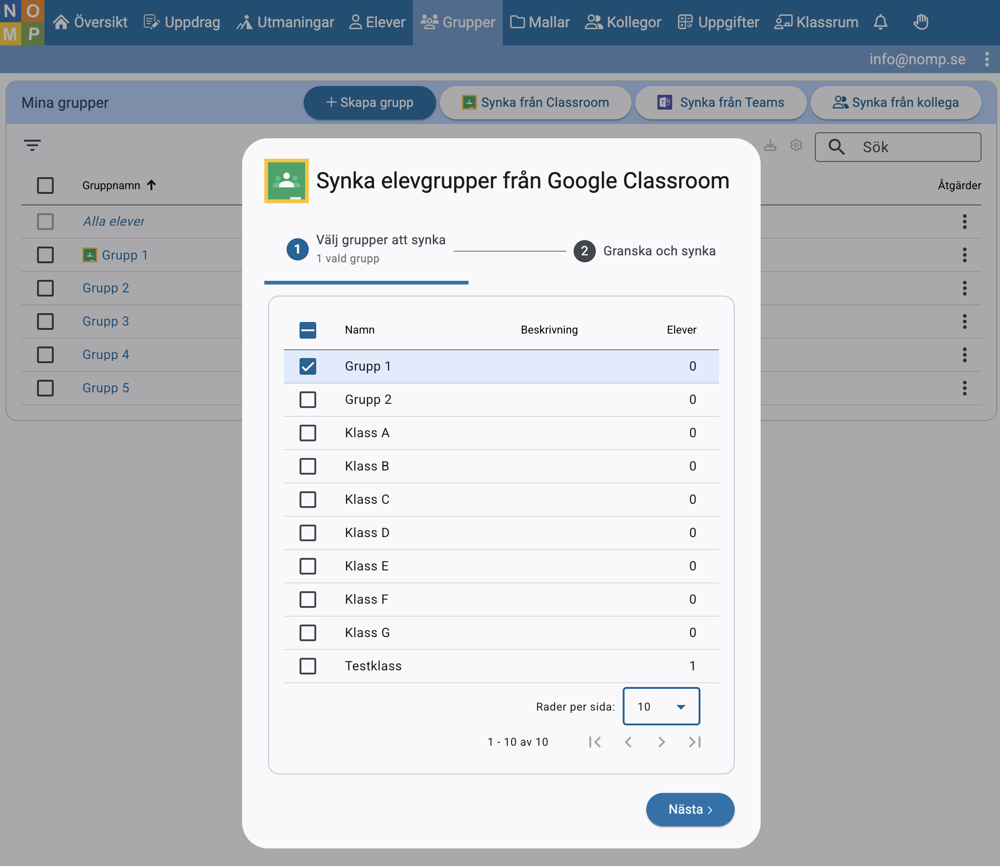 NOMP
Översikt Uppdrag Utmaningar Elever Grupper Mallar Kollegor Uppgifter Klassrum
info@nomp.se
Mina grupper + Skapa grupp Synka från Classroom Synka från Teams Synka från kollega
Sök
Gruppnamn Åtgärder
Alla elever
Grupp 1
Grupp 2
Grupp 3
Grupp 4
Grupp 5
Synka elevgrupper från Google Classroom
1 Välj grupper att synka
1 vald grupp
2 Granska och synka
Namn Beskrivning Elever
Grupp 1 0
Grupp 2 0
Klass A 0
Klass B 0
Klass C 0
Klass D 0
Klass E 0
Klass F 0
Klass G 0
Testklass 1
Rader per sida: 10
1 - 10 av 10
Nästa